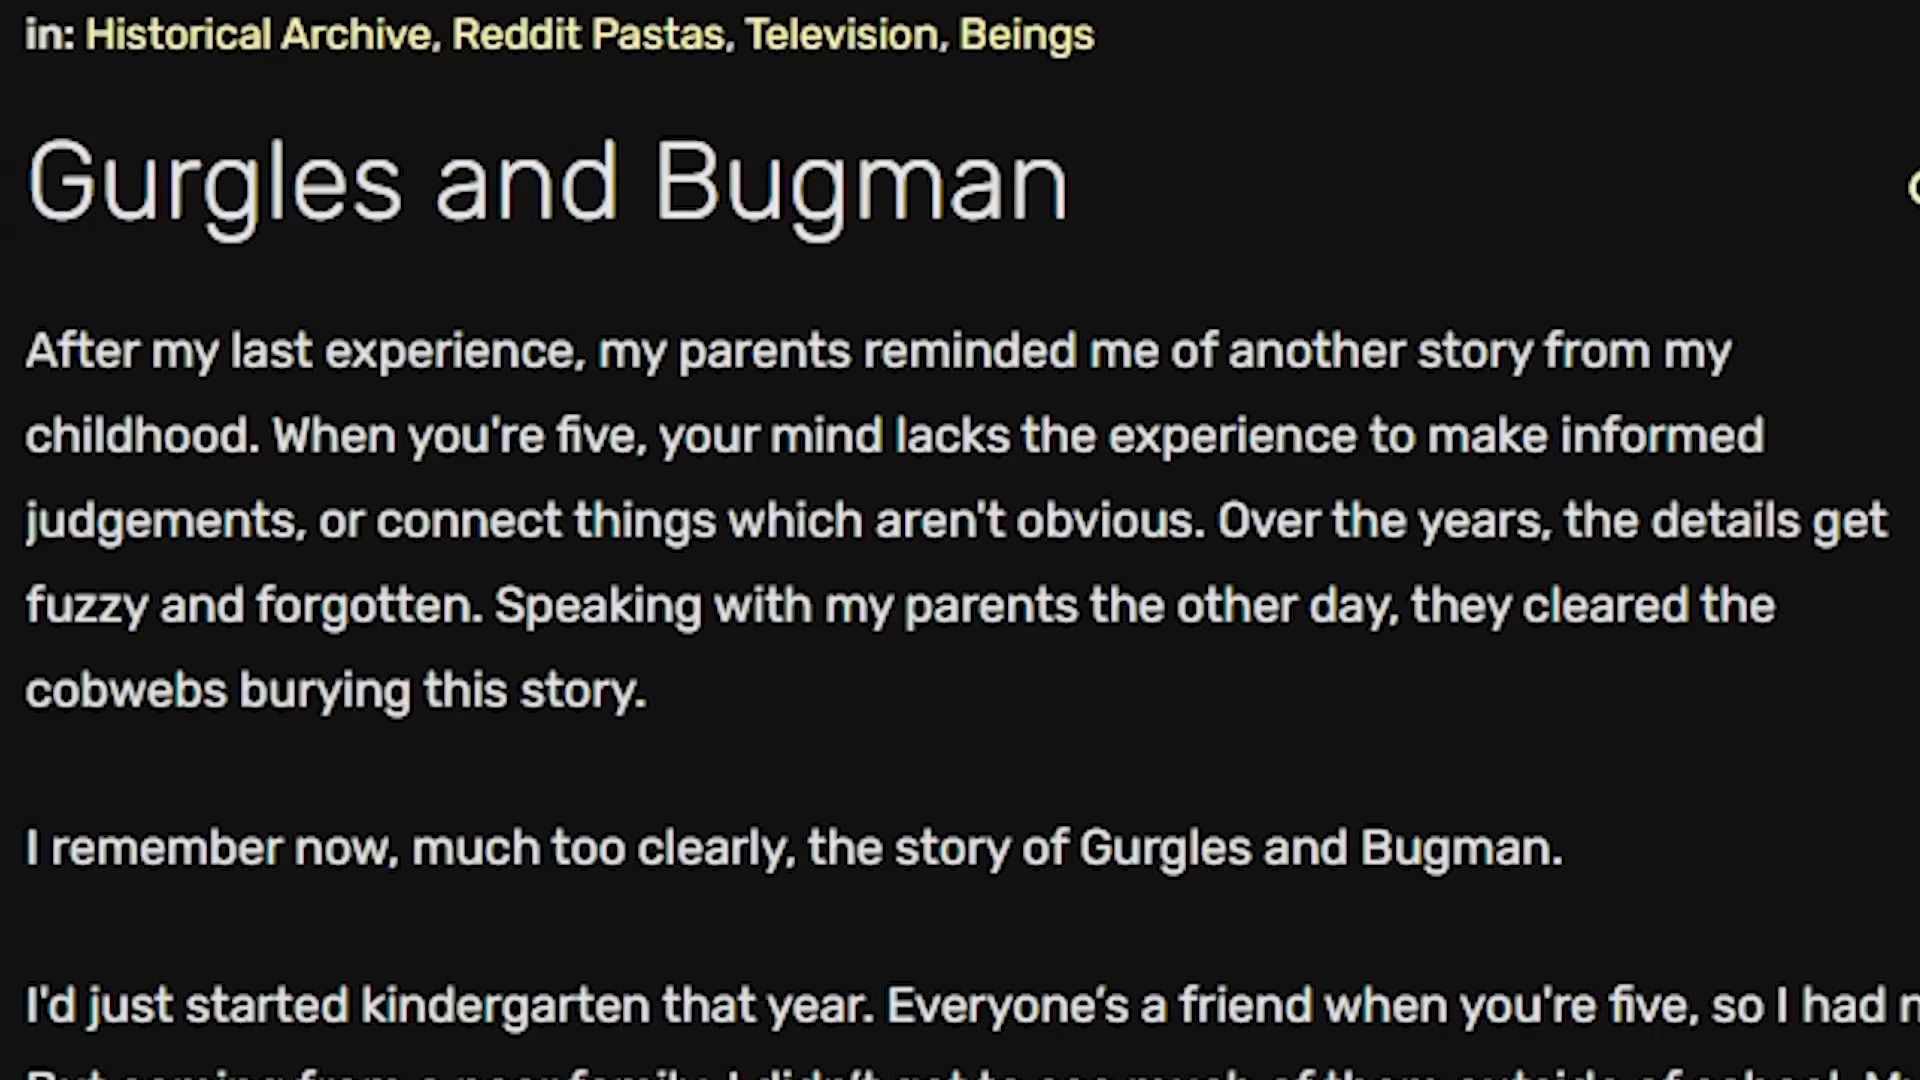 in: Historical Archive, Reddit Pastas, Television, Beings
Gurgles and Bugman
After my last experience, my parents reminded me of another story from my
childhood. When you're five, your mind lacks the experience to make informed
judgements, or connect things which aren't obvious. Over the years, the details get
fuzzy and forgotten. Speaking with my parents the other day, they cleared the
cobwebs burying this story.
I remember now, much too clearly, the story of Gurgles and Bugman.
I'd just started kindergarten that year. Everyone's a friend when you're five, so I had